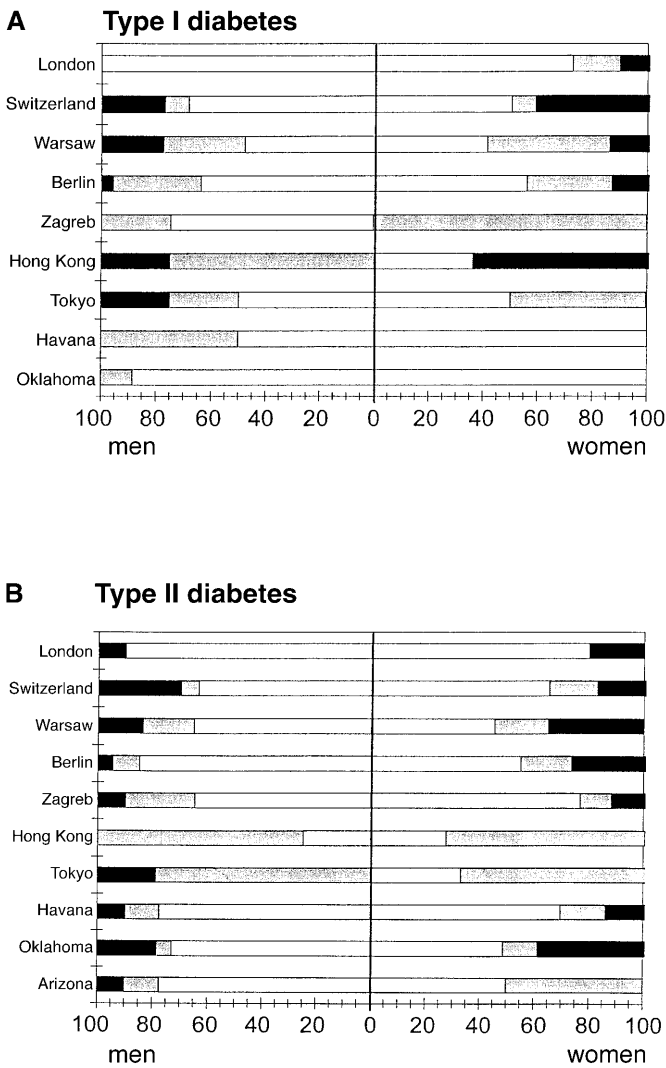 A Type I diabetes
London
Switzerland
Warsaw
Berlin
Zagreb
Hong Kong
Tokyo
Havana
Oklahoma
100 80 60 40 20 0 20 40 60 80 100
men women
B Type II diabetes
London
Switzerland
Warsaw
Berlin
Zagreb
Hong Kong
Tokyo
Havana
Oklahoma
Arizona
100 80 60 40 20 0 20 40 60 80 100
men women